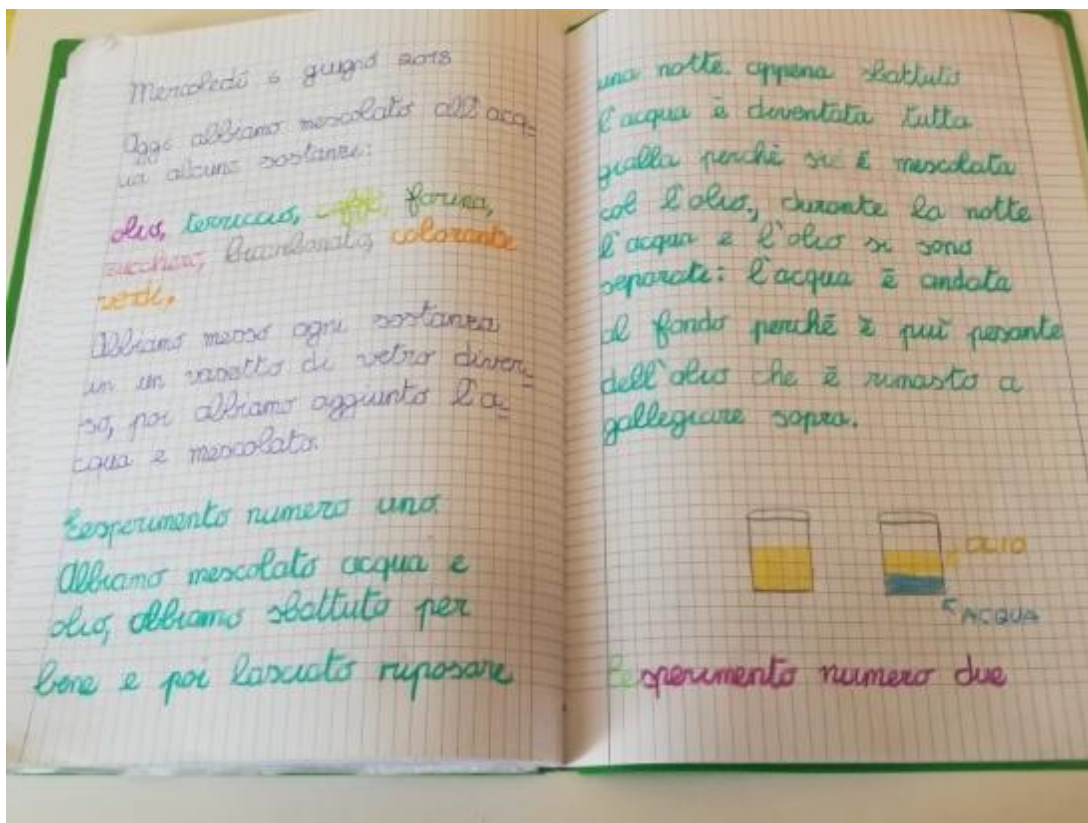 Mercoledì 6 giugno 2018
Oggi abbiamo mescolato all'acq-
ua alcune sostanze:
olio, terriccio, farina,
zucchero, bicarbonato, colorante
verde,
Abbiamo messo ogni sostanza
in un vasetto di vetro diver-
so, poi abbiamo aggiunto l'a-
cqua e mescolato.
Eesperimento numero uno.
Abbiamo mescolato acqua e
olio, abbiamo sbattuto per
bene e poi lasciato riposare
una notte. appena sbattuto
l'acqua è diventata tutta
gialla perchè si è mescolata
col l'olio, durante la notte
l'acqua e l'olio si sono
separate: l'acqua è andata
al fondo perchè è puì pesante
dell'olio che è rimasto a
gallegiare sopra.
OLIO
ACQUA
Esperimento numero due